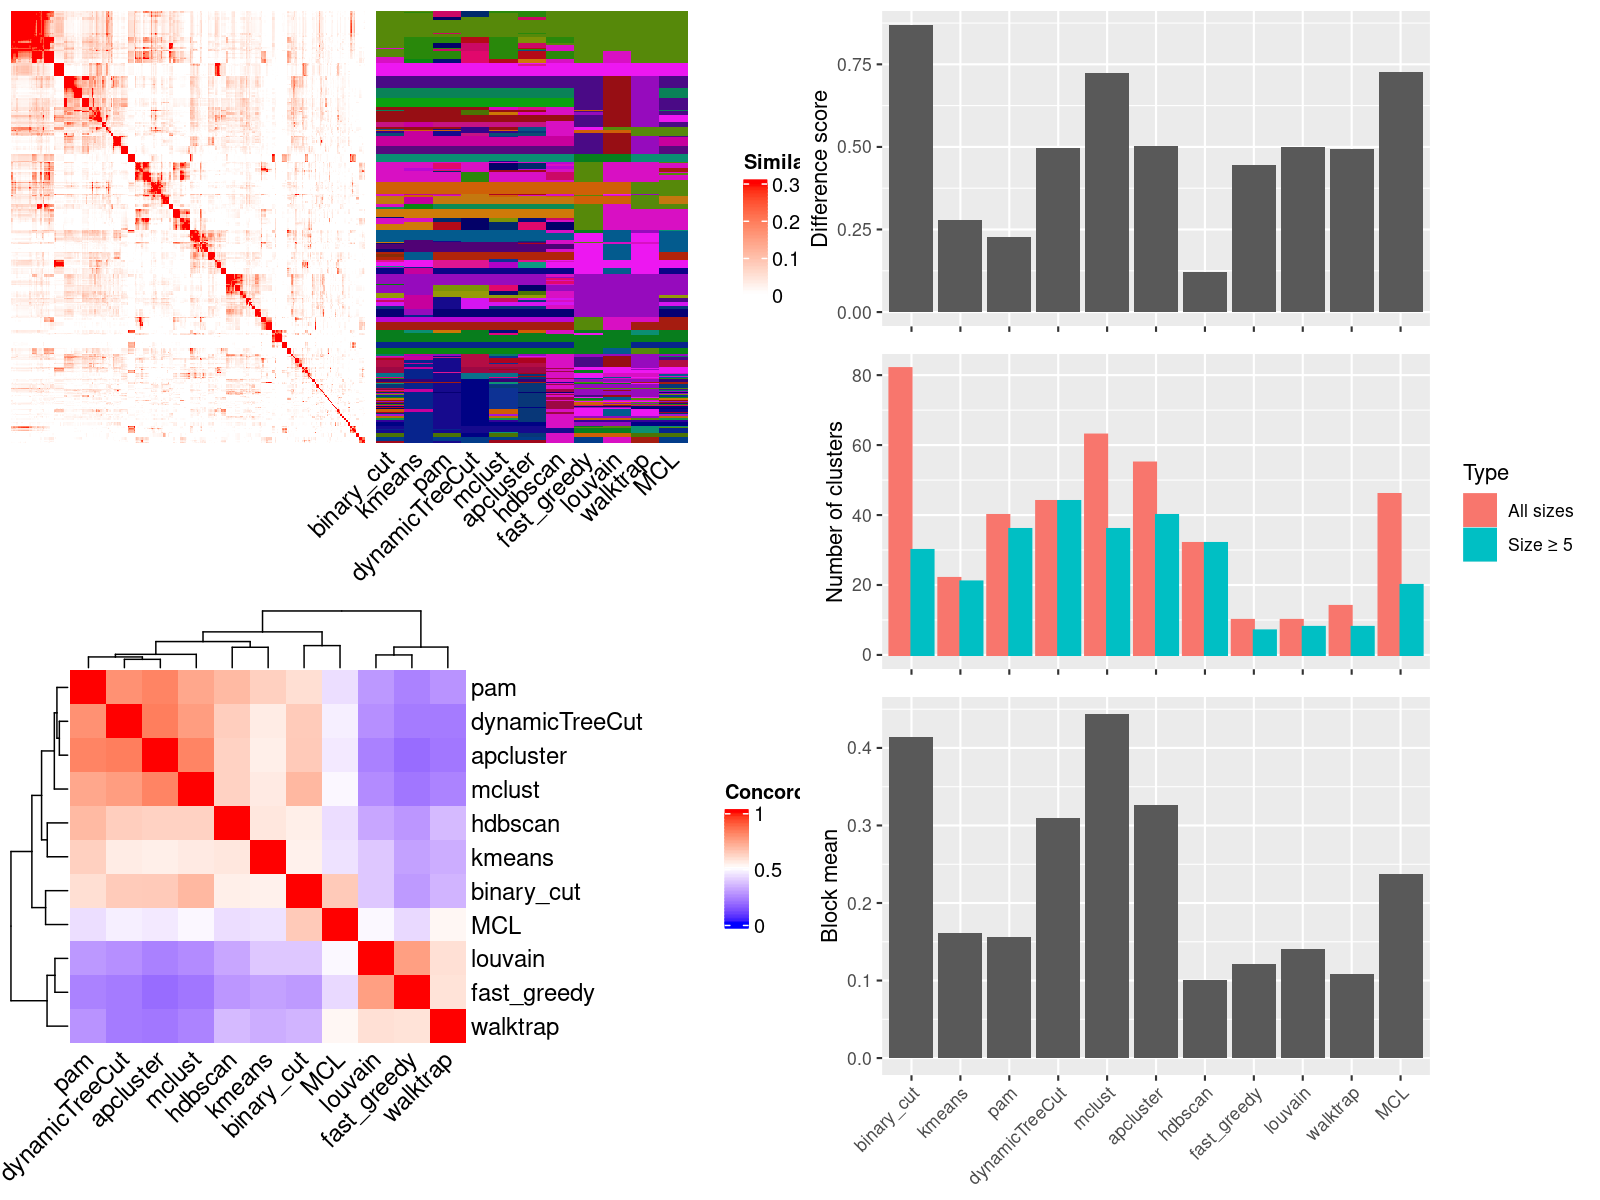 Simila
0.3
0.2
0.1
0
binary_cut
kmeans
pam
dynamicTreeCut
mclust
apcluster
hdbscan
fast_greedy
louvain
walktrap
MCL
pam
dynamicTreeCut
apcluster
mclust
hdbscan
kmeans
binary_cut
MCL
louvain
fast_greedy
walktrap
Concord
1
0.5
0
pam
dynamicTreeCut
apcluster
mclust
hdbscan
kmeans
binary_cut
MCL
louvain
fast_greedy
walktrap
Difference score
0.75
0.50
0.25
0.00
Number of clusters
80
60
40
20
0
Type
All sizes
Size ≥ 5
Block mean
0.4
0.3
0.2
0.1
0.0
binary_cut
kmeans
pam
dynamicTreeCut
mclust
apcluster
hdbscan
fast_greedy
louvain
walktrap
MCL